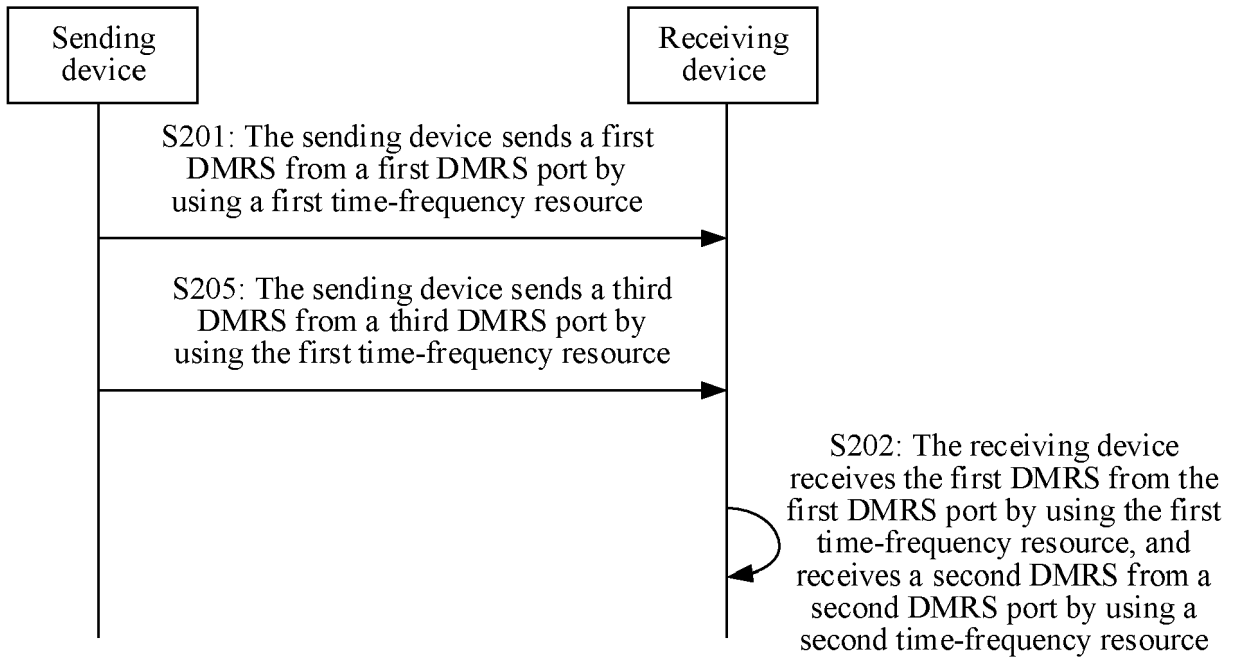 Sending
device
Receiving
device
S201: The sending device sends a first
DMRS from a first DMRS port by
using a first time-frequency resource
S205: The sending device sends a third
DMRS from a third DMRS port by
using the first time-frequency resource
S202: The receiving device
receives the first DMRS from the
first DMRS port by using the first
time-frequency resource, and
receives a second DMRS from a
second DMRS port by using a
second time-frequency resource